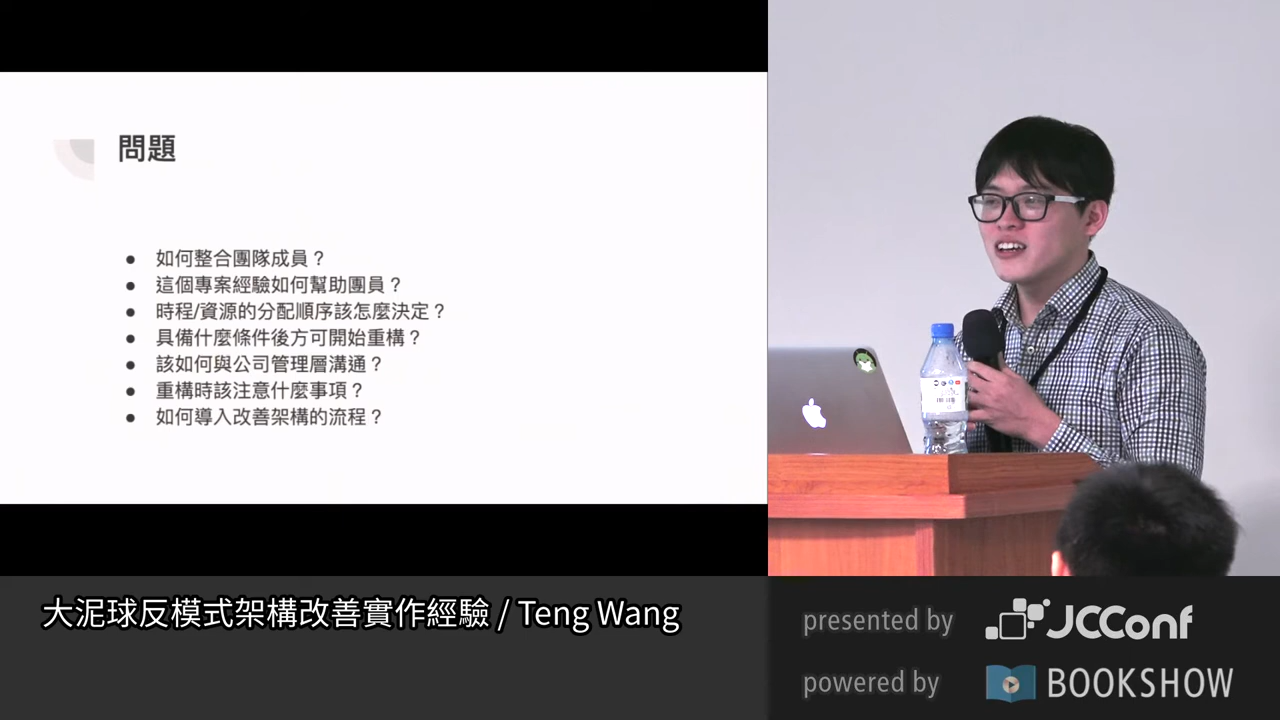 問題
如何整合團隊成員？
這個專案經驗如何幫助團員？
時程/資源的分配順序該怎麼決定？
具備什麼條件後方可開始重構？
該如何與公司管理層溝通？
重構時該注意什麼事項？
如何導入改善架構的流程？
大泥球反模式架構改善實作經驗 / Teng Wang
presented by JCConf
powered by BOOKSHOW